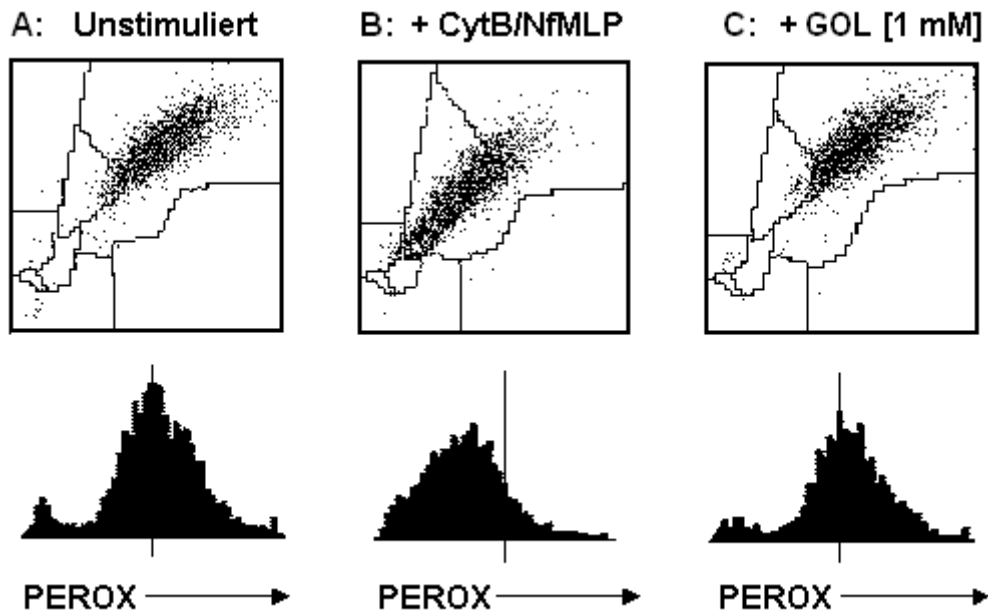 A: Unstimuliert
B: + CytB/NfMLP
C: + GOL [1 mM]
PEROX
PEROX
PEROX